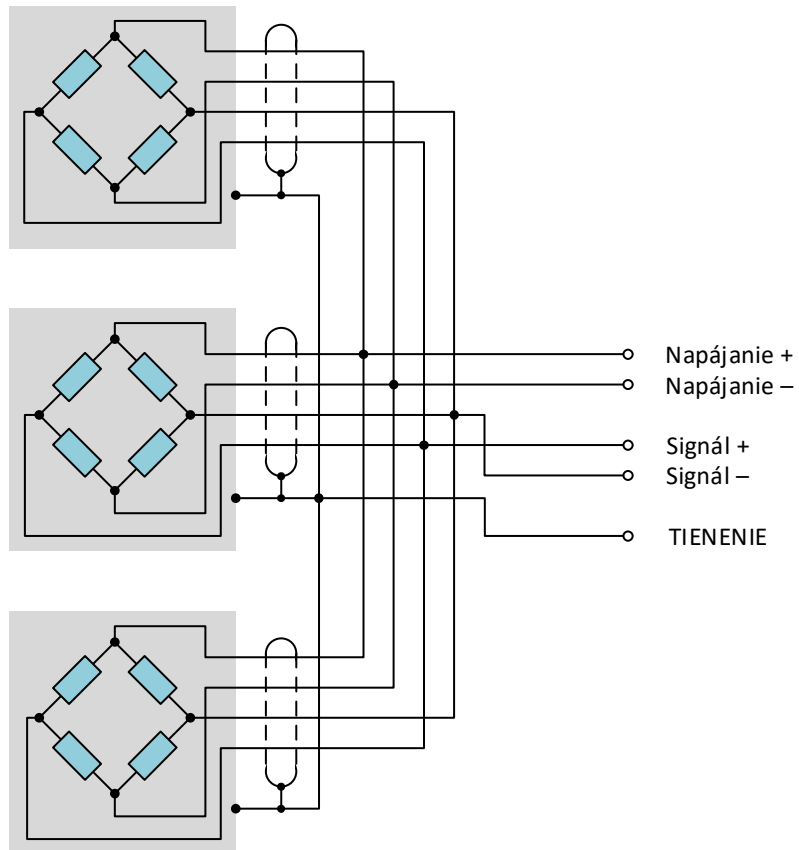 Napájanie +
Napájanie –
Signál +
Signál –
TIENENIE